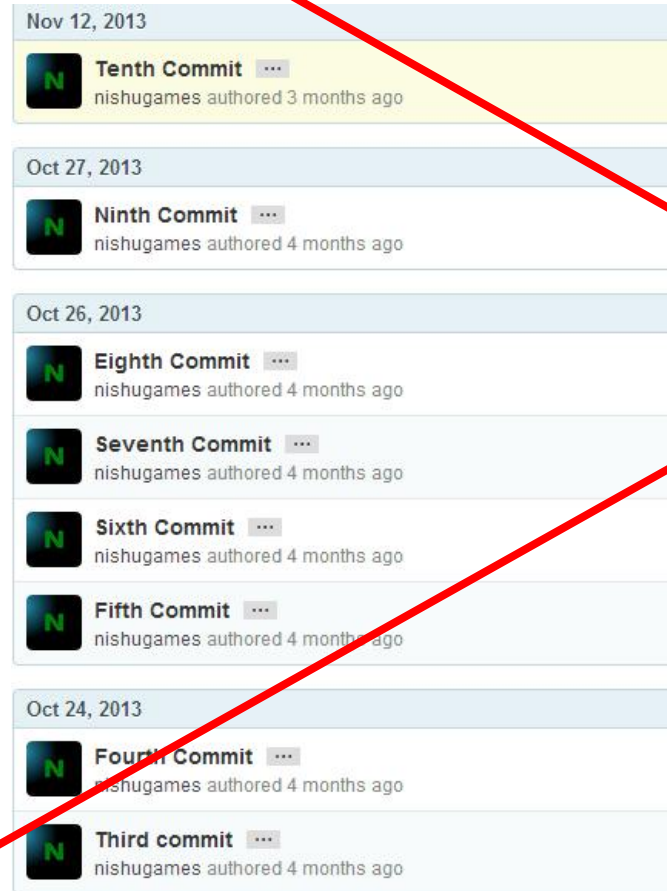 Nov 12, 2013
N
Tenth Commit ...
nishugames authored 3 months ago
Oct 27, 2013
N
Ninth Commit ...
nishugames authored 4 months ago
Oct 26, 2013
N
Eighth Commit ...
nishugames authored 4 months ago
N
Seventh Commit ...
nishugames authored 4 months ago
N
Sixth Commit ...
nishugames authored 4 months ago
N
Fifth Commit ...
nishugames authored 4 months ago
Oct 24, 2013
N
Fourth Commit ...
nishugames authored 4 months ago
N
Third commit ...
nishugames authored 4 months ago